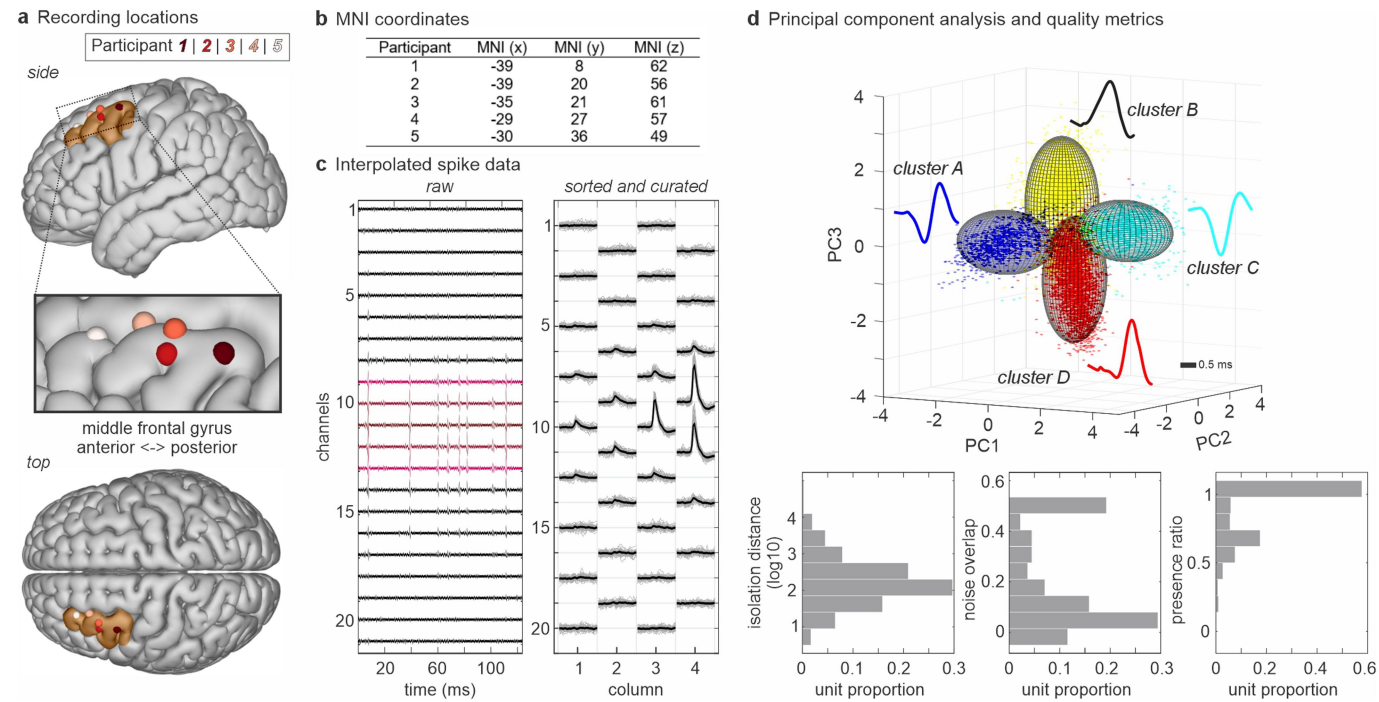 a Recording locations
Participant 1 | 2 | 3 | 4 | 5
side
middle frontal gyrus
anterior <-> posterior
top
b MNI coordinates
Participant MNI (x) MNI (y) MNI (z)
1 -39 8 62
2 -39 20 56
3 -35 21 61
4 -29 27 57
5 -30 36 49
c Interpolated spike data
raw
sorted and curated
channels
1
5
10
15
20
0 20 60 100
time (ms)
1
5
10
15
20
1 2 3 4
column
d Principal component analysis and quality metrics
cluster A
cluster B
cluster C
cluster D
0.5 ms
PC3
4
2
0
-2
-4
-4 -2 0 2 4
PC1
-4 -2 0 2 4
PC2
isolation distance
(log10)
4
3
2
1
0 0.1 0.2 0.3
unit proportion
noise overlap
0.6
0.4
0.2
0
0 0.1 0.2 0.3
unit proportion
presence ratio
1
0.5
0
0 0.2 0.4 0.6
unit proportion